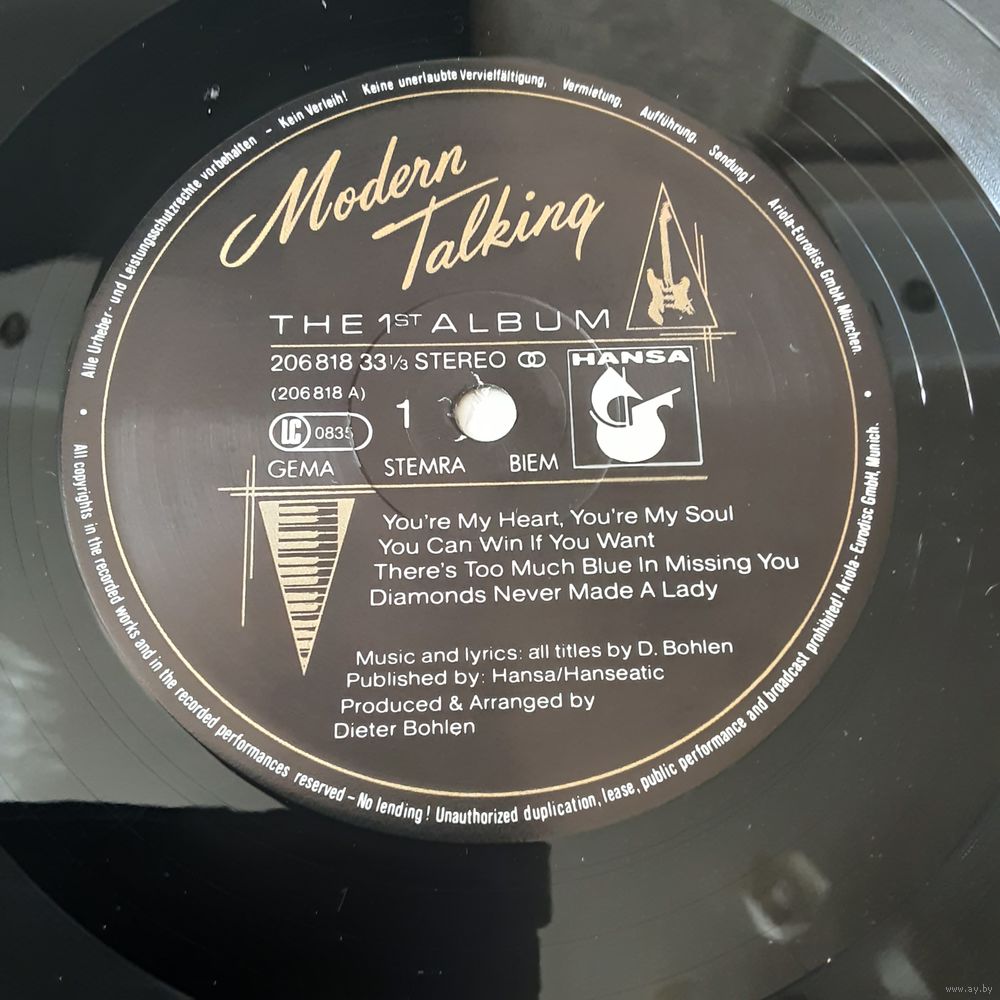 Alle Urheber- und Leistungsschutzrechte vorbehalten - Kein Verleih! Keine unerlaubte Vervielfältigung, Vermietung, Aufführung, Sendung! Ariola-Eurodisc GmbH, München.
Modern
Talking
THE 1ST ALBUM
206 818 33 1/3 STEREO
HANSA
(206 818 A)
LC 0835
1
GEMA STEMRA BIEM
You're My Heart, You're My Soul
You Can Win If You Want
There's Too Much Blue In Missing You
Diamonds Never Made A Lady
Music and lyrics: all titles by D. Bohlen
Published by: Hansa/Hanseatic
Produced & Arranged by
Dieter Bohlen
All copyrights in the recorded works and in the recorded performances reserved - No lending! Unauthorized duplication, lease, public performance and broadcast prohibited! Ariola-Eurodisc GmbH, Munich.
www.ay.by